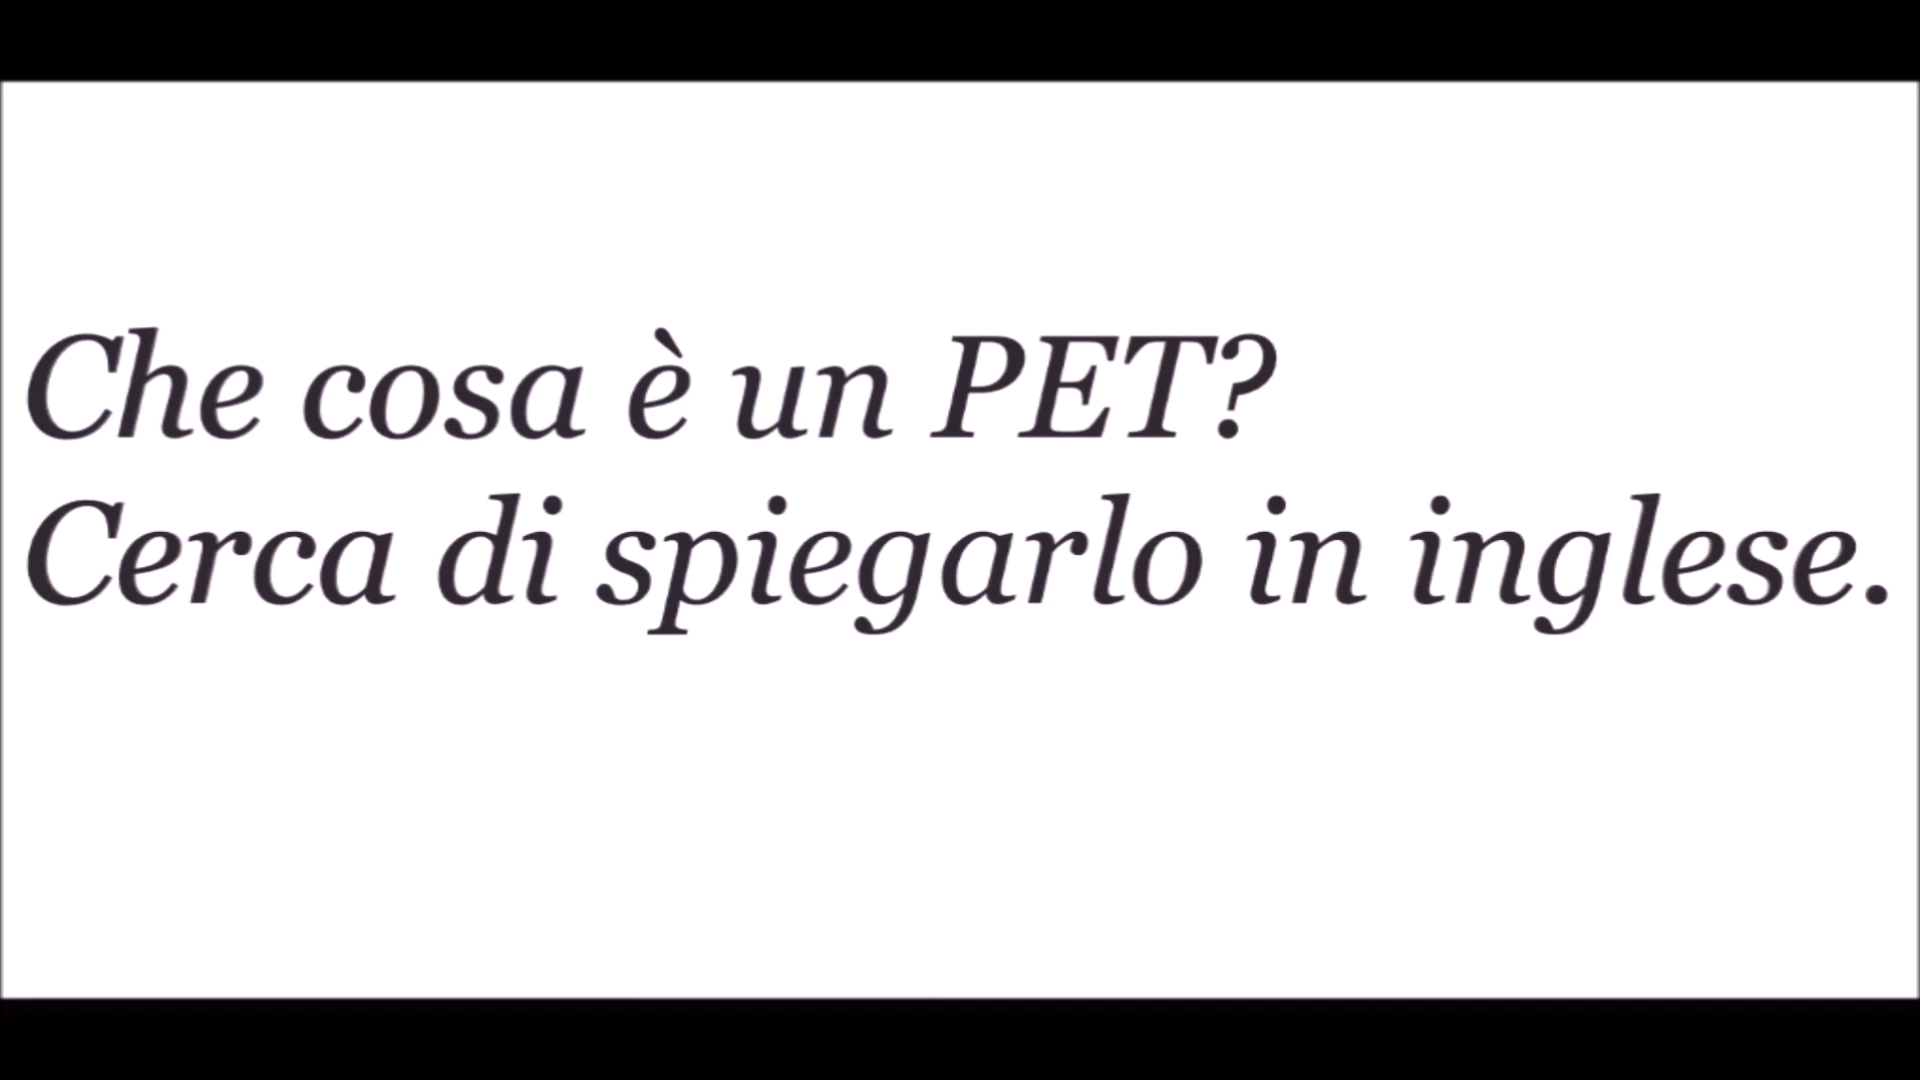 Che cosa è un PET?
Cerca di spiegarlo in inglese.